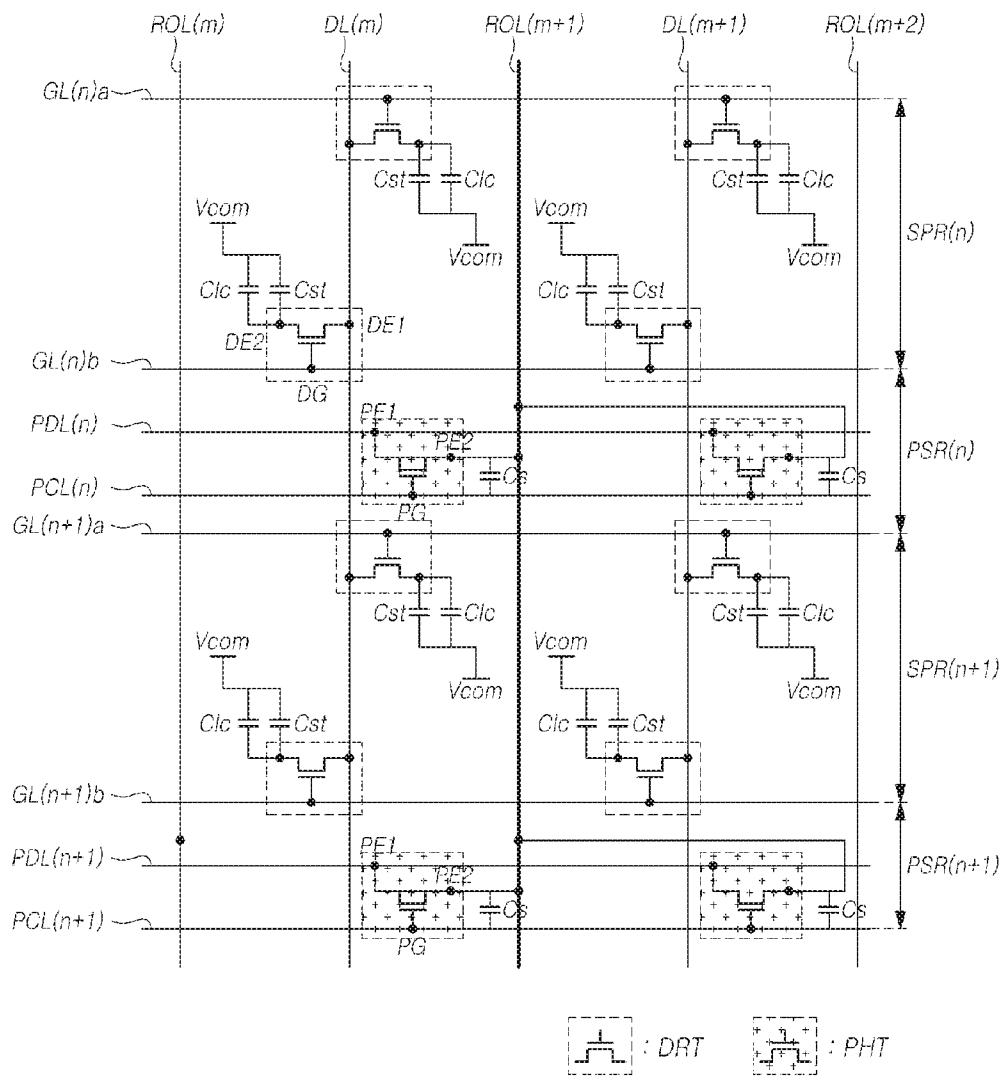 ROL(m) DL(m) ROL(m+1) DL(m+1) ROL(m+2)
GL(n)a
Cst Clc Cst Clc
Vcom Vcom
SPR(n)
Vcom Vcom
Clc Cst Clc Cst
DE2 DE1
GL(n)b
DG
PDL(n) PE1
PE2
PSR(n)
Cs Cs
PCL(n)
PG
GL(n+1)a
Cst Clc Cst Clc
Vcom Vcom
SPR(n+1)
Vcom Vcom
Clc Cst Clc Cst
GL(n+1)b
PDL(n+1) PE1
PE2
PSR(n+1)
Cs Cs
PCL(n+1)
PG
: DRT : PHT